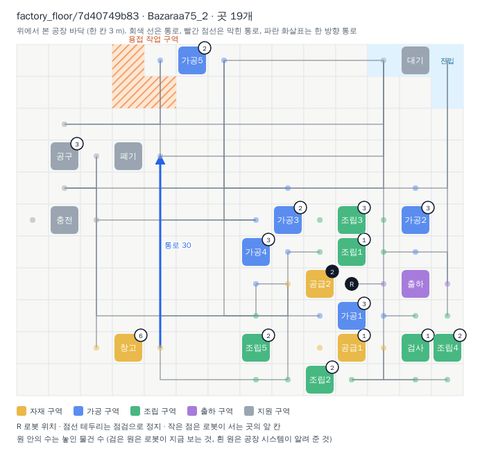 factory_floor/7d40749b83 · Bazaraa75_2 · 곳 19개
위에서 본 공장 바닥 (한 칸 3 m). 회색 선은 통로, 빨간 점선은 막힌 통로, 파란 화살표는 한 방향 통로
용접 작업 구역
가공5 2
대기
공구 3
폐기
충전
가공3 2
조립3 3
가공2 3
통로 30
가공4 3
조립1 1
공급2 2
R
출하
가공1 3
창고 6
조립5 2
공급1 1
검사 1
조립4 2
조립2 2
자재 구역
가공 구역
조립 구역
출하 구역
지원 구역
R 로봇 위치 · 점선 테두리는 점검으로 정지 · 작은 점은 로봇이 서는 곳의 앞 칸
원 안의 수는 놓인 물건 수 (검은 원은 로봇이 지금 보는 것, 흰 원은 공장 시스템이 알려 준 것)